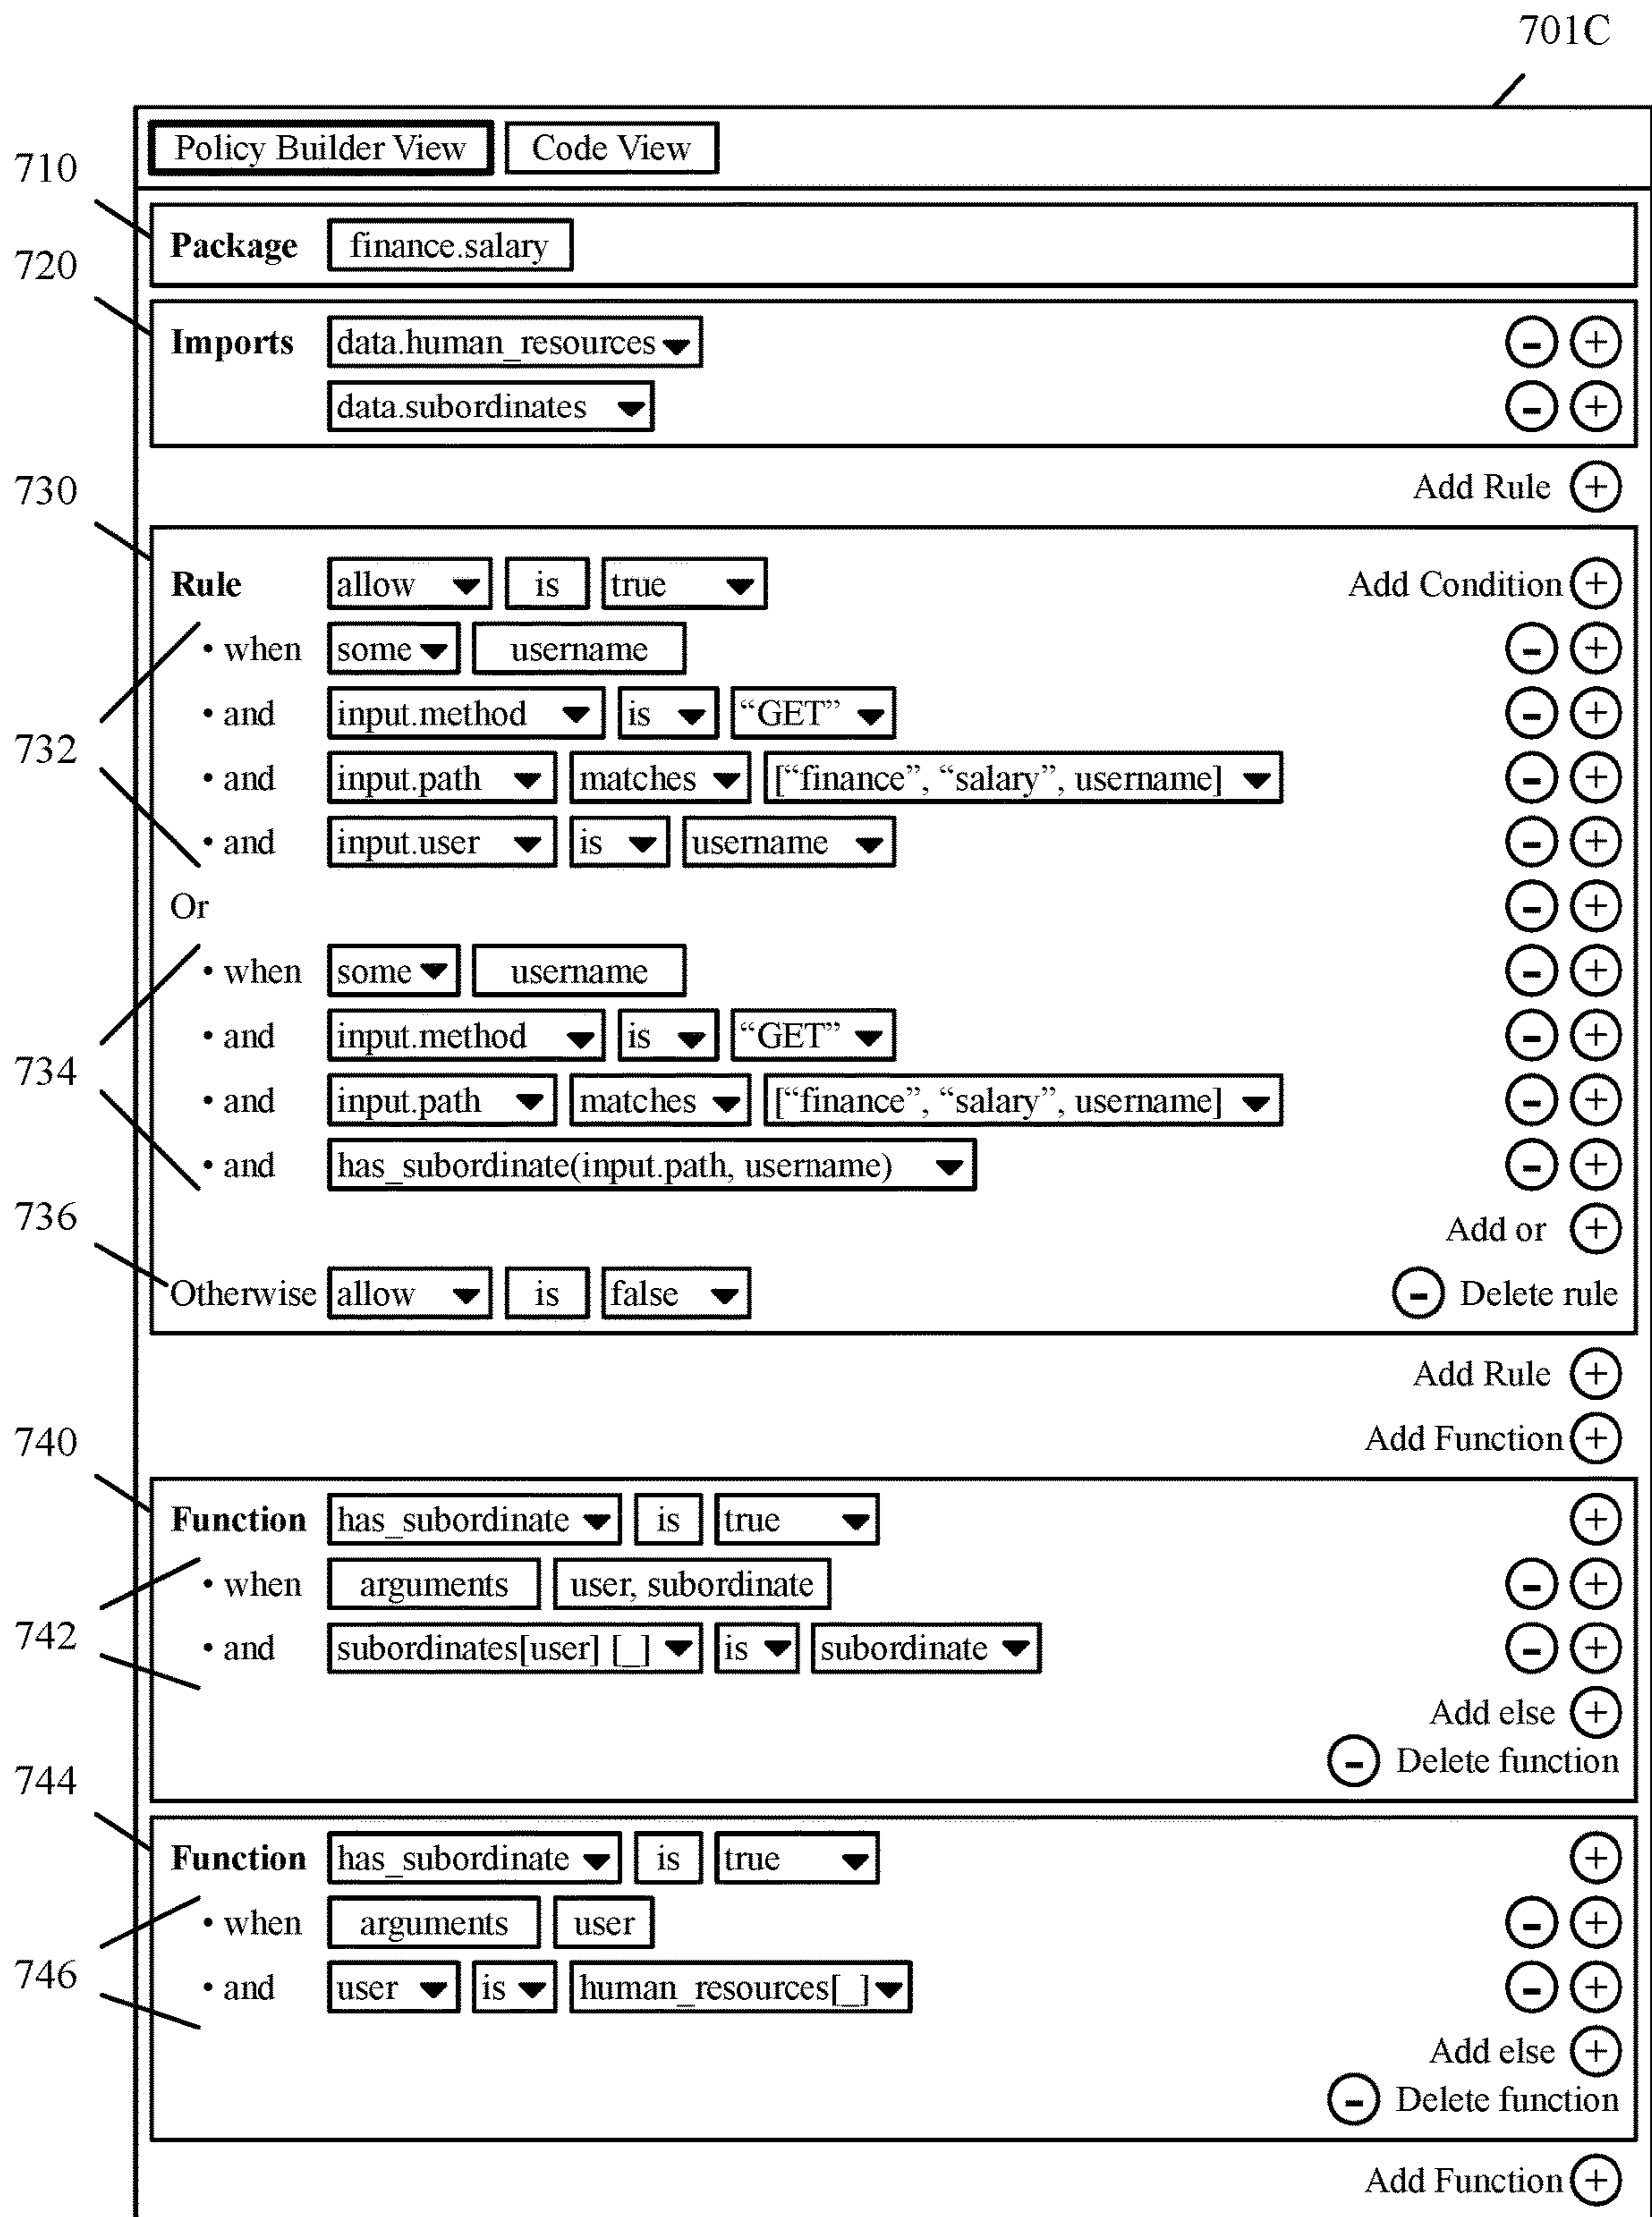 701C
Policy Builder View Code View
710
Package finance.salary
720
Imports data.human_resources - +
data.subordinates - +
730
Add Rule +
Rule allow is true Add Condition +
• when some username - +
• and input.method is “GET” - +
732
• and input.path matches [“finance”, “salary”, username] - +
• and input.user is username - +
Or - +
• when some username - +
• and input.method is “GET” - +
734
• and input.path matches [“finance”, “salary”, username] - +
• and has_subordinate(input.path, username) - +
736
Add or +
Otherwise allow is false - Delete rule
Add Rule +
740
Add Function +
Function has_subordinate is true +
• when arguments user, subordinate - +
742
• and subordinates[user] [_] is subordinate - +
Add else +
- Delete function
744
Function has_subordinate is true +
• when arguments user - +
746
• and user is human_resources[_] - +
Add else +
- Delete function
Add Function +